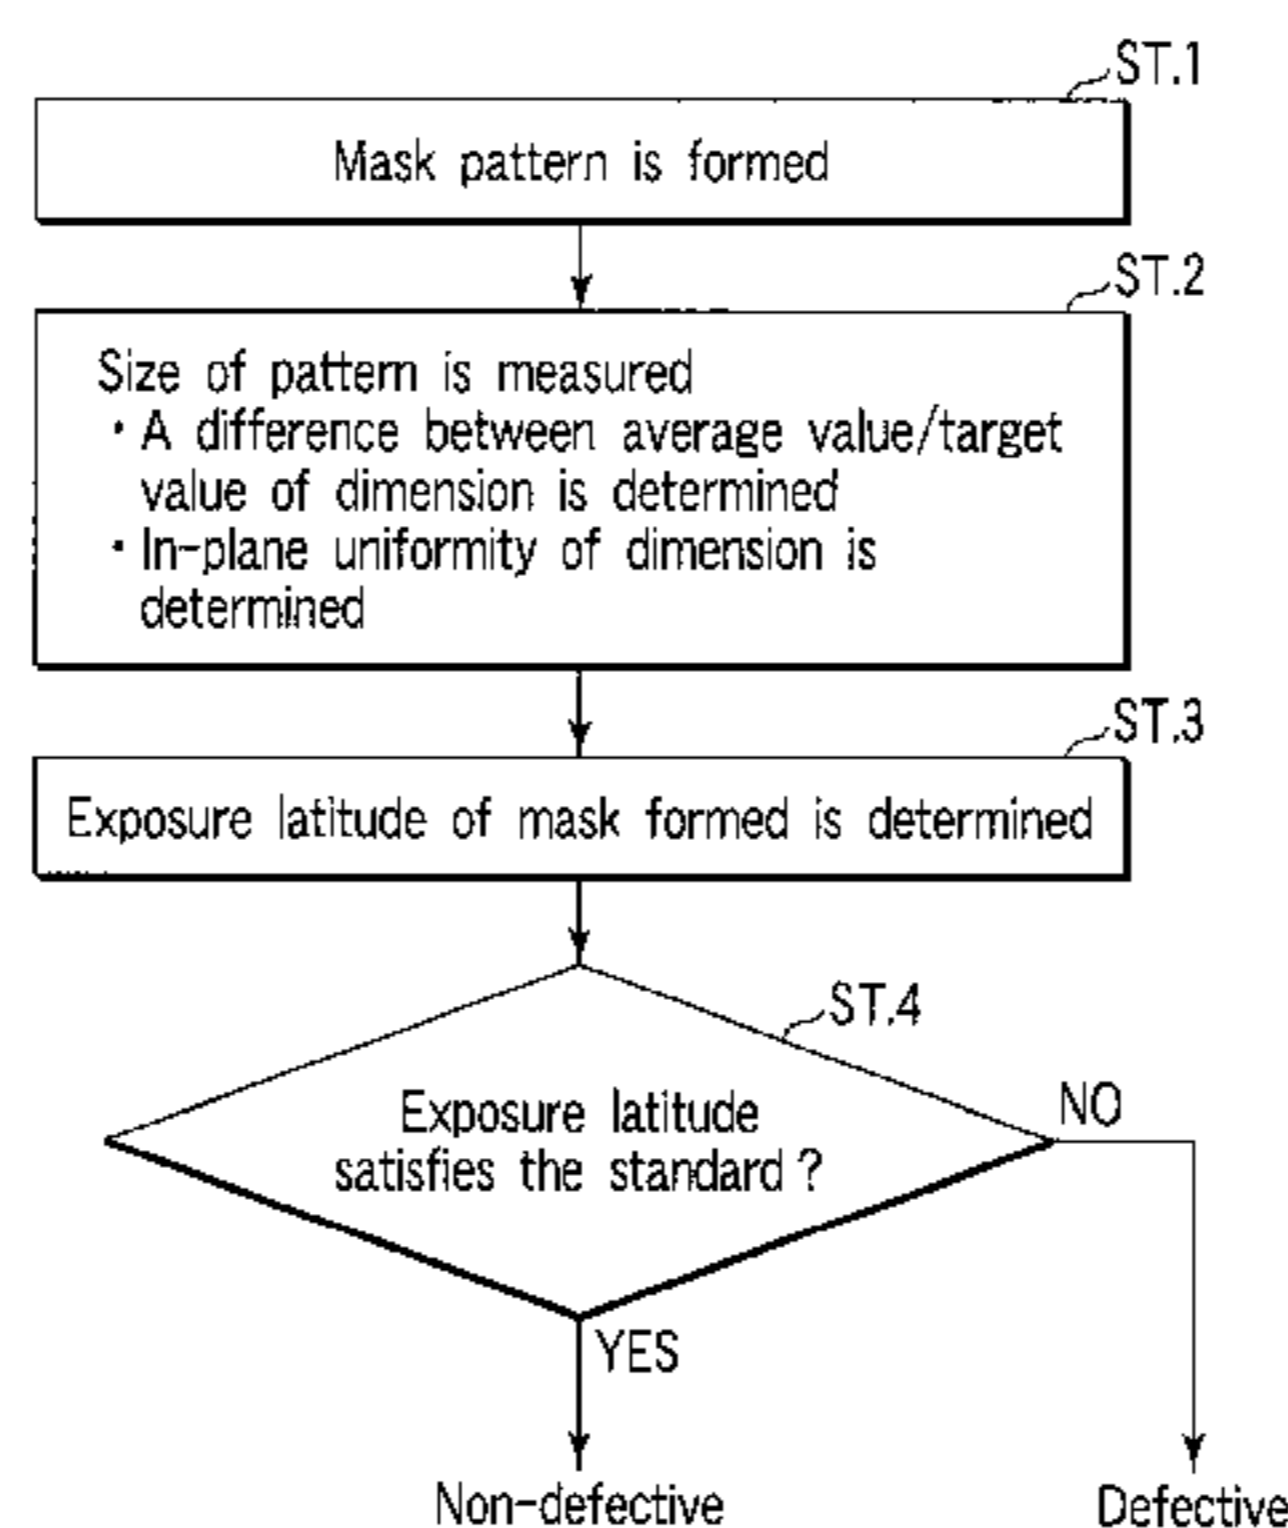 ST.1
Mask pattern is formed
ST.2
Size of pattern is measured
・A difference between average value/target
value of dimension is determined
・In-plane uniformity of dimension is
determined
ST.3
Exposure latitude of mask formed is determined
ST.4
Exposure latitude
satisfies the standard?
NO
YES
Non-defective
Defective